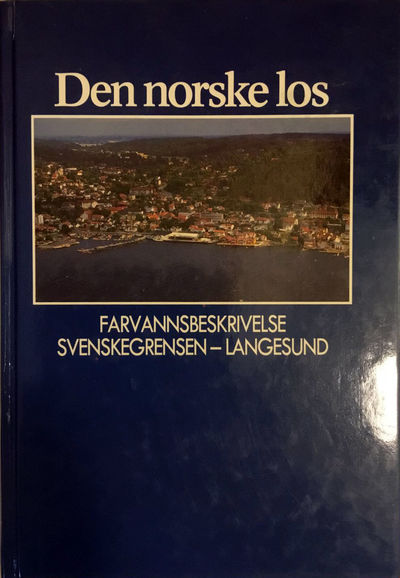 Den norske los
FARVANNSBESKRIVELSE
SVENSKEGRENSEN – LANGESUND